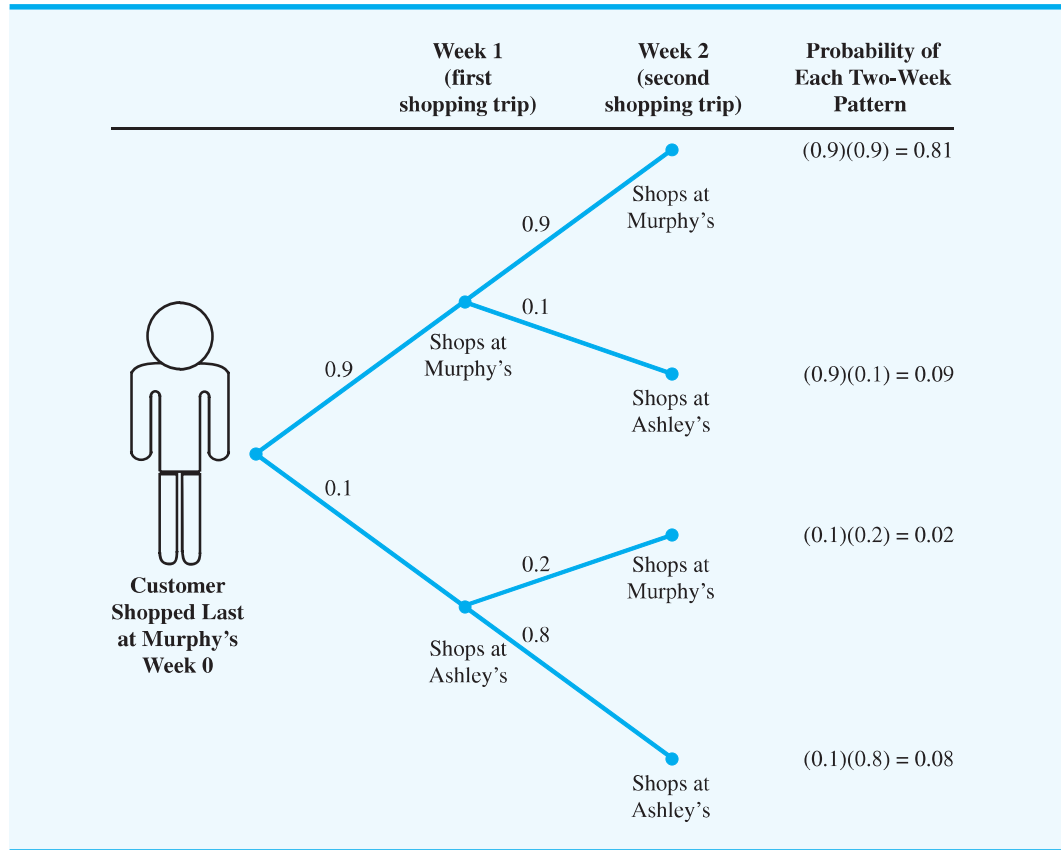 Week 1
(first
shopping trip)
Week 2
(second
shopping trip)
Probability of
Each Two-Week
Pattern
(0.9)(0.9) = 0.81
Shops at
Murphy’s
0.9
0.1
Shops at
Murphy’s
0.9
(0.9)(0.1) = 0.09
Shops at
Ashley’s
0.1
(0.1)(0.2) = 0.02
0.2
Shops at
Murphy’s
Customer
Shopped Last
at Murphy’s
Week 0
0.8
Shops at
Ashley’s
(0.1)(0.8) = 0.08
Shops at
Ashley’s